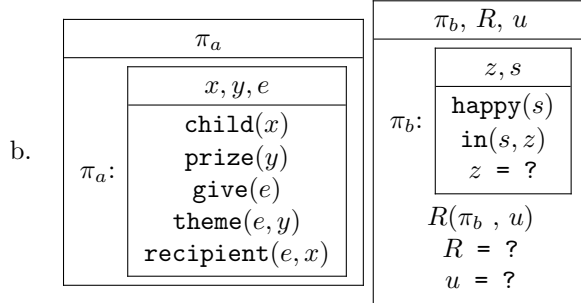 b.
π_a
π_a:
x, y, e
child(x)
prize(y)
give(e)
theme(e, y)
recipient(e, x)
π_b, R, u
π_b:
z, s
happy(s)
in(s, z)
z = ?
R(π_b , u)
R = ?
u = ?